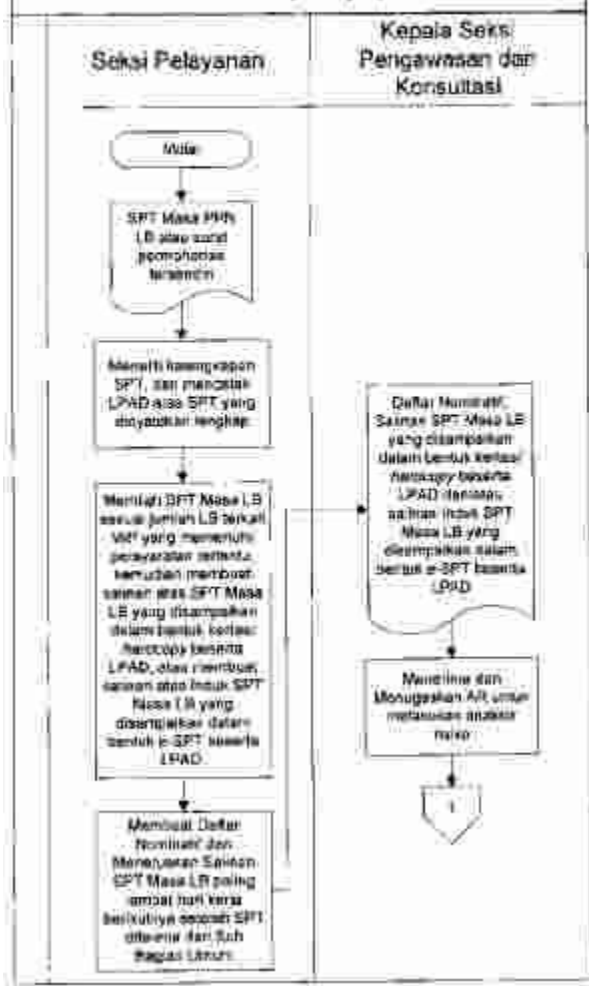 Seksi Pelayanan
Kepala Seksi
Pengawasan dan
Konsultasi
Mulai
SPT Masa PPN
LB atau surat
permohonan
tersendiri
Meneliti kelengkapan
SPT, dan mencetak
LPAD atas SPT yang
dinyatakan lengkap
Memilah SPT Masa LB
sesuai jumlah LB terkait
WP yang memenuhi
persyaratan tertentu,
kemudian membuat
salinan atas SPT Masa
LB yang disampaikan
dalam bentuk kertas/
hardcopy beserta
LPAD, atau membuat
salinan atas Induk SPT
Masa LB yang
disampaikan dalam
bentuk e-SPT beserta
LPAD.
Membuat Daftar
Nominatif dan
Meneruskan Salinan
SPT Masa LB paling
lambat hari kerja
berikutnya setelah SPT
diterima dari Sub
Bagian Umum
Daftar Nominatif,
Salinan SPT Masa LB
yang disampaikan
dalam bentuk kertas/
hardcopy beserta
LPAD dan/atau
salinan Induk SPT
Masa LB yang
disampaikan dalam
bentuk e-SPT beserta
LPAD
Menerima dan
Menugaskan AR untuk
melakukan analisis
risiko
1